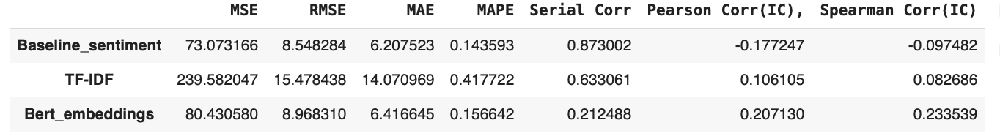 MSE RMSE MAE MAPE Serial Corr Pearson Corr(IC), Spearman Corr(IC)
Baseline_sentiment 73.073166 8.548284 6.207523 0.143593 0.873002 -0.177247 -0.097482
TF-IDF 239.582047 15.478438 14.070969 0.417722 0.633061 0.106105 0.082686
Bert_embeddings 80.430580 8.968310 6.416645 0.156642 0.212488 0.207130 0.233539